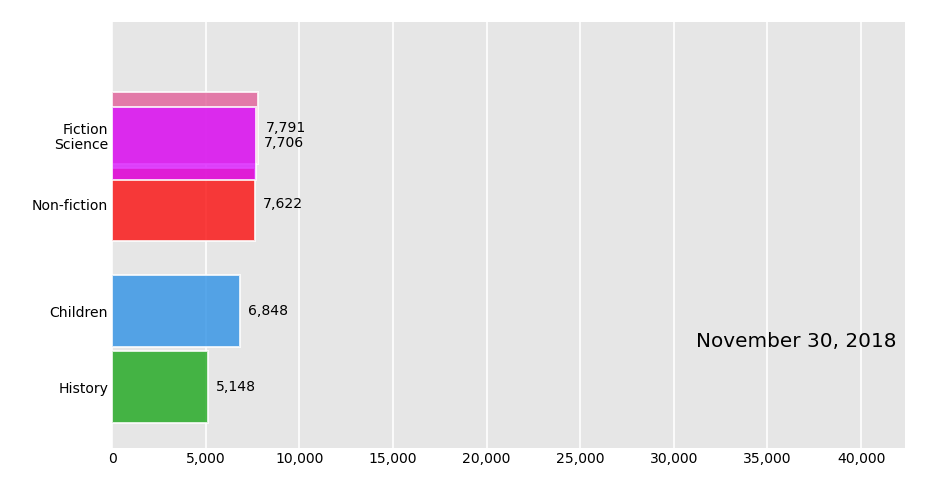 Fiction 7,791
Science 7,706
Non-fiction 7,622
Children 6,848
November 30, 2018
History 5,148
0 5,000 10,000 15,000 20,000 25,000 30,000 35,000 40,000